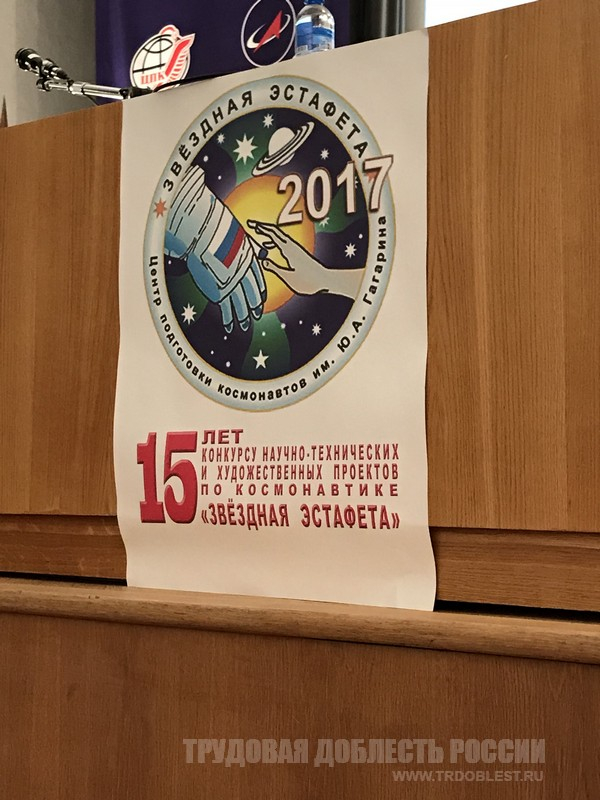 ЦПК
ЗВЁЗДНАЯ ЭСТАФЕТА
2017
Центр подготовки космонавтов им. Ю.А. Гагарина
15 ЛЕТ
КОНКУРСУ НАУЧНО-ТЕХНИЧЕСКИХ
И ХУДОЖЕСТВЕННЫХ ПРОЕКТОВ
ПО КОСМОНАВТИКЕ
«ЗВЁЗДНАЯ ЭСТАФЕТА»
ТРУДОВАЯ ДОБЛЕСТЬ РОССИИ
WWW.TRDOBLEST.RU